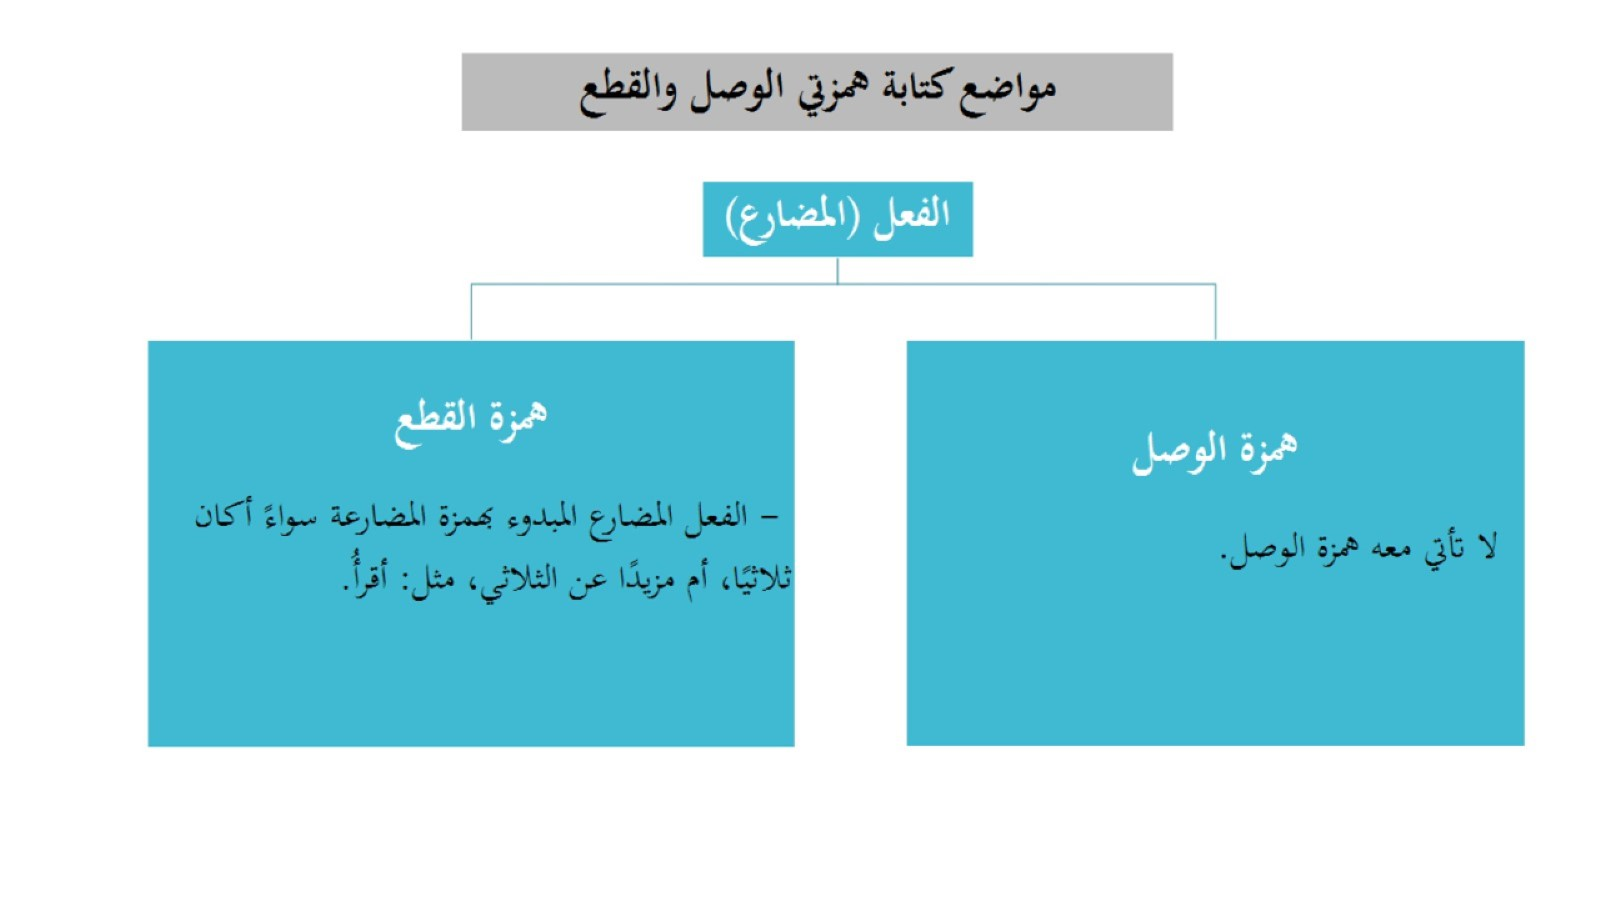 مواضع كتابة همزتي الوصل والقطع
الفعل (المضارع)
همزة الوصل
لا تأتي معه همزة الوصل.
همزة القطع
– الفعل المضارع المبدوء بهمزة المضارعة سواءً أكان
ثلاثيًا، أم مزيدًا عن الثلاثي، مثل: أقرأُ.